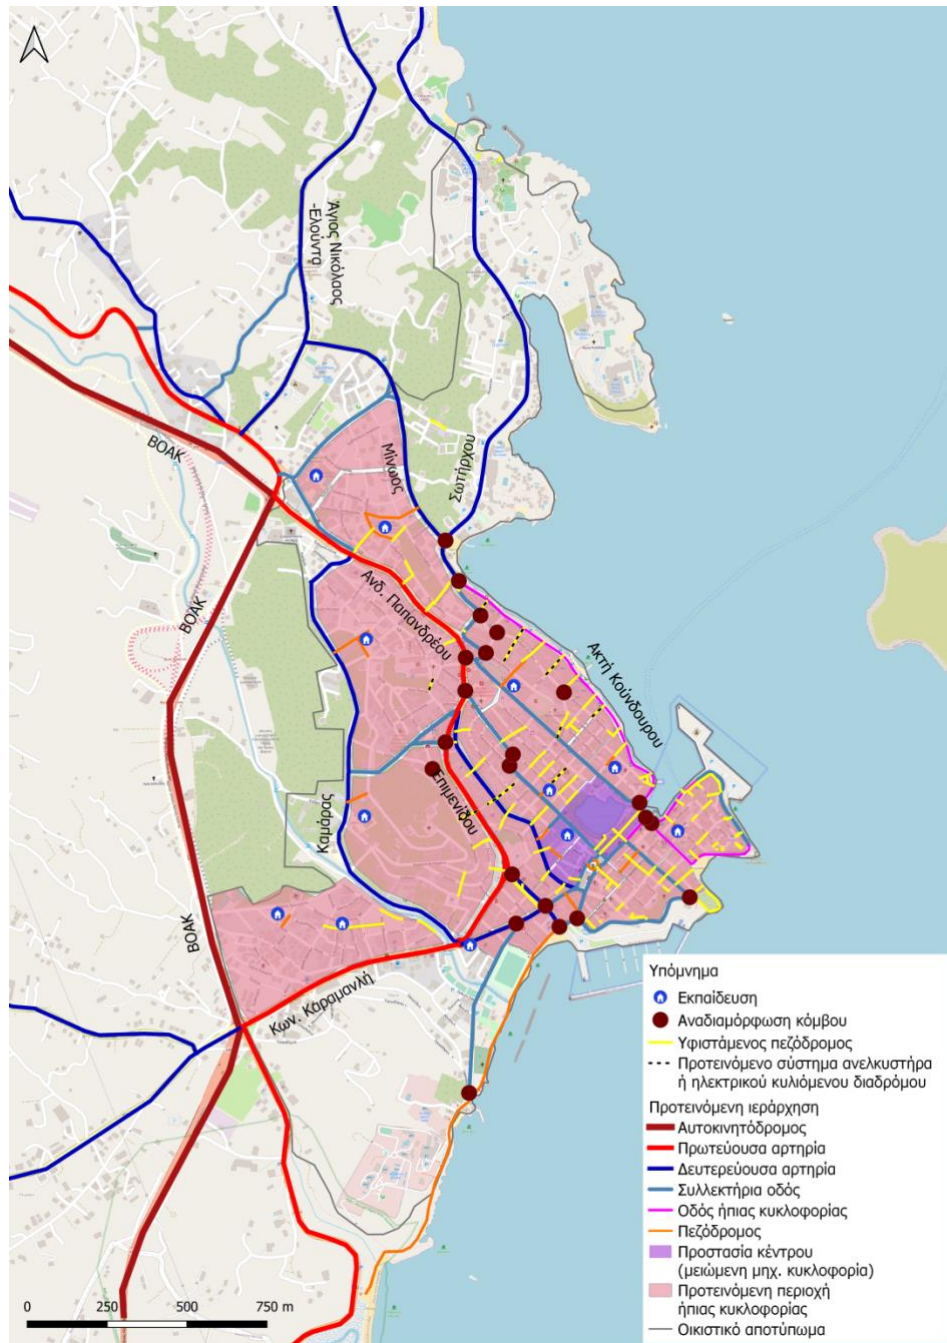 Άγιος Νικόλαος
-Ελούντα
ΒΟΑΚ
Μίνωος
Σωτήρχου
ΒΟΑΚ
Ανδ. Παπανδρέου
Ακτή Κούνδουρου
Επιμενίδου
ΒΟΑΚ
Κων. Καραμανλή
Υπόμνημα
Εκπαίδευση
Αναδιαμόρφωση κόμβου
Υφιστάμενος πεζόδρομος
Προτεινόμενο σύστημα ανελκυστήρα
ή ηλεκτρικού κυλιόμενου διαδρόμου
Προτεινόμενη ιεράρχηση
Αυτοκινητόδρομος
Πρωτεύουσα αρτηρία
Δευτερεύουσα αρτηρία
Συλλεκτήρια οδός
Οδός ήπιας κυκλοφορίας
Πεζόδρομος
Προστασία κέντρου
(μειώμενη μηχ. κυκλοφορία)
Προτεινόμενη περιοχή
ήπιας κυκλοφορίας
Οικιστικό αποτύπωμα
0 250 500 750 m